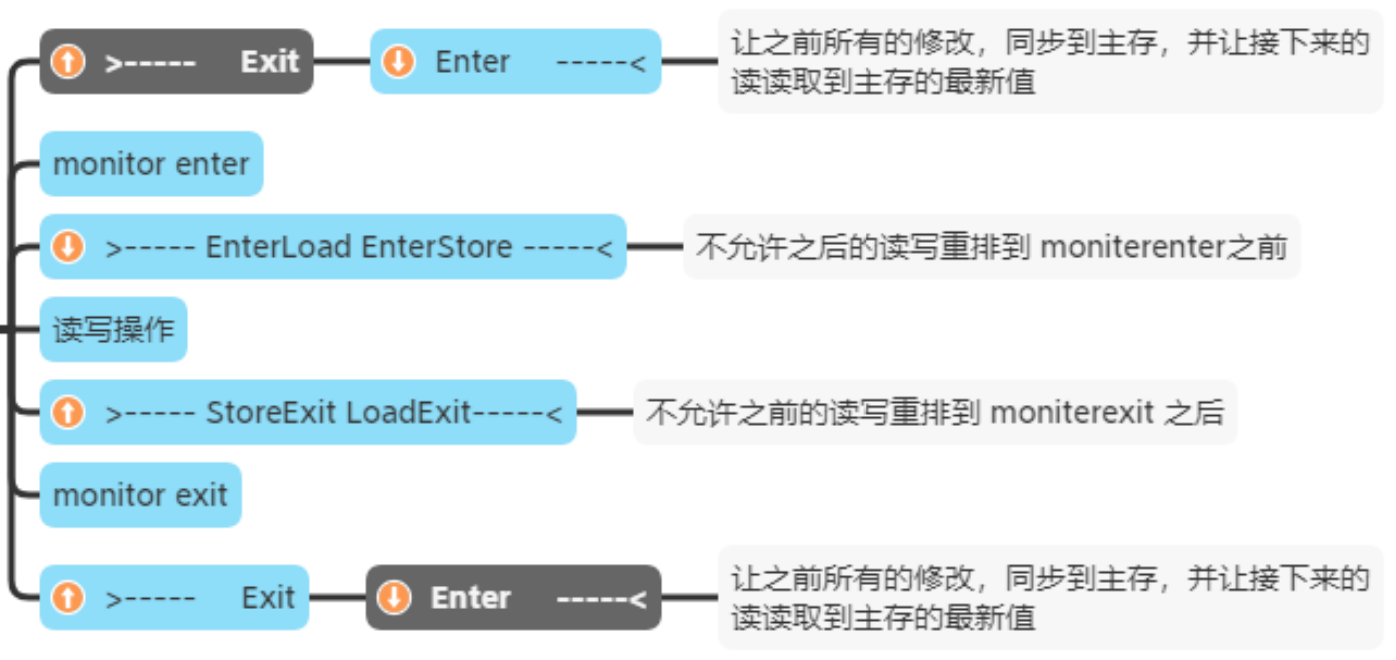 >----- Exit
Enter -----<
让之前所有的修改，同步到主存，并让接下来的
读读取到主存的最新值
monitor enter
>----- EnterLoad EnterStore -----<
不允许之后的读写重排到 moniterenter之前
读写操作
>----- StoreExit LoadExit-----<
不允许之前的读写重排到 moniterexit 之后
monitor exit
>----- Exit
Enter -----<
让之前所有的修改，同步到主存，并让接下来的
读读取到主存的最新值